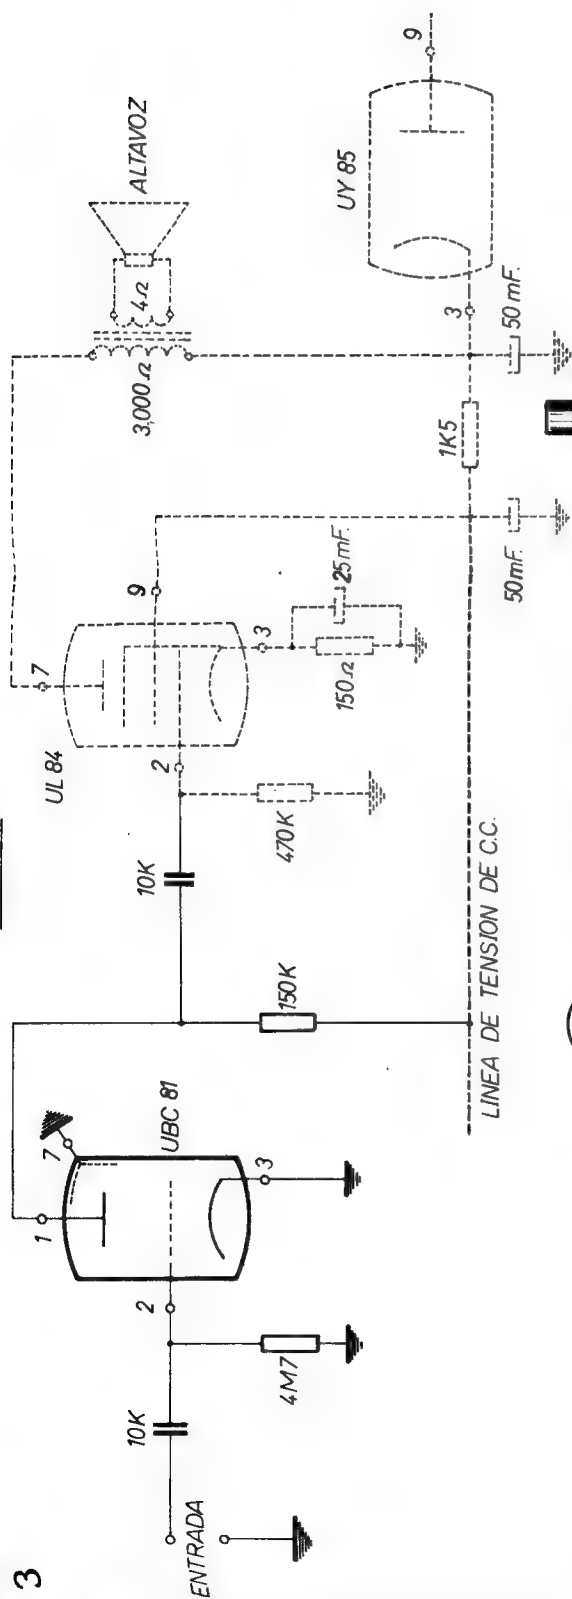 3
ENTRADA
10K
4M7
2
1
7
3
UBC 81
150K
10K
LINEA DE TENSION DE C.C.
UL 84
2
470K
7
9
3
150Ω
25 mF.
50 mF.
1K5
3.000Ω
4Ω
ALTAVOZ
50 mF.
3
UY 85
9